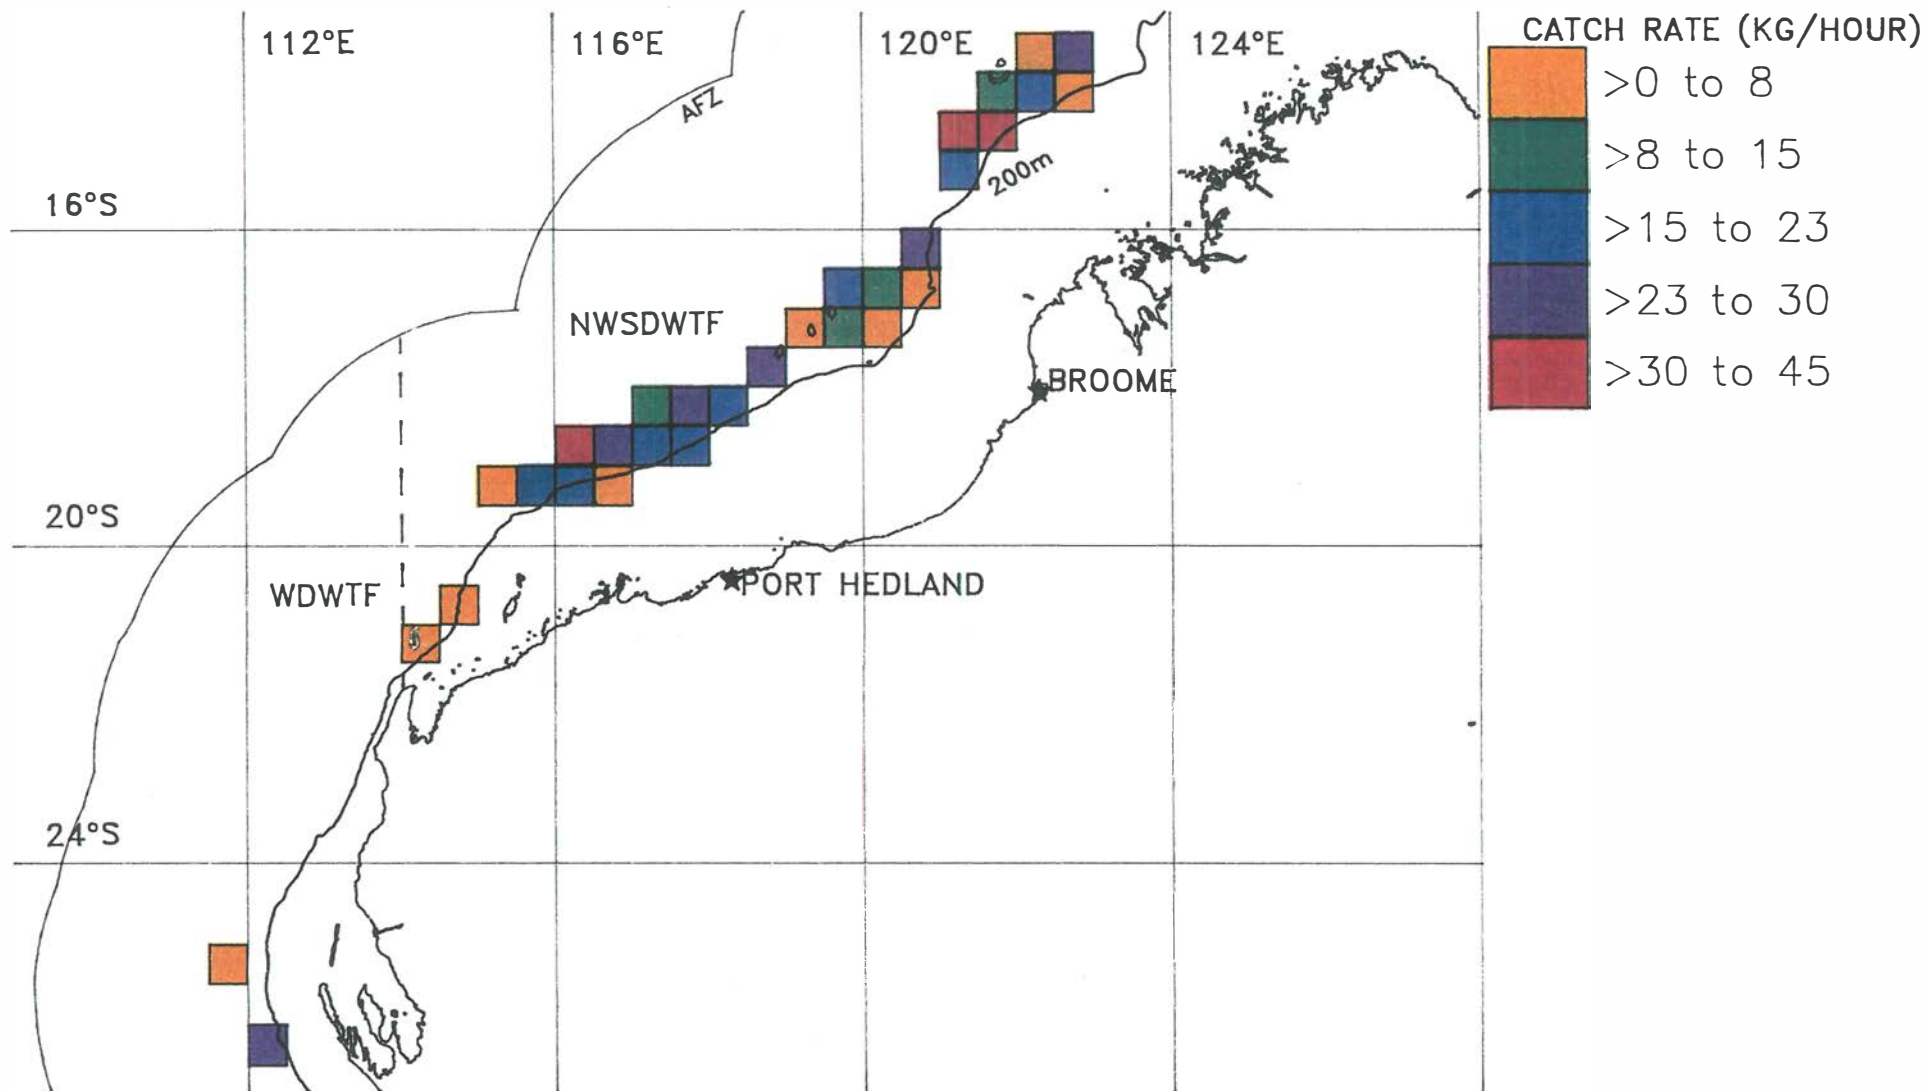 112°E
116°E
120°E
124°E
CATCH RATE (KG/HOUR)
>0 to 8
>8 to 15
>15 to 23
>23 to 30
>30 to 45
AFZ
200m
16°S
NWSDWTF
BROOME
20°S
WDWTF
PORT HEDLAND
24°S